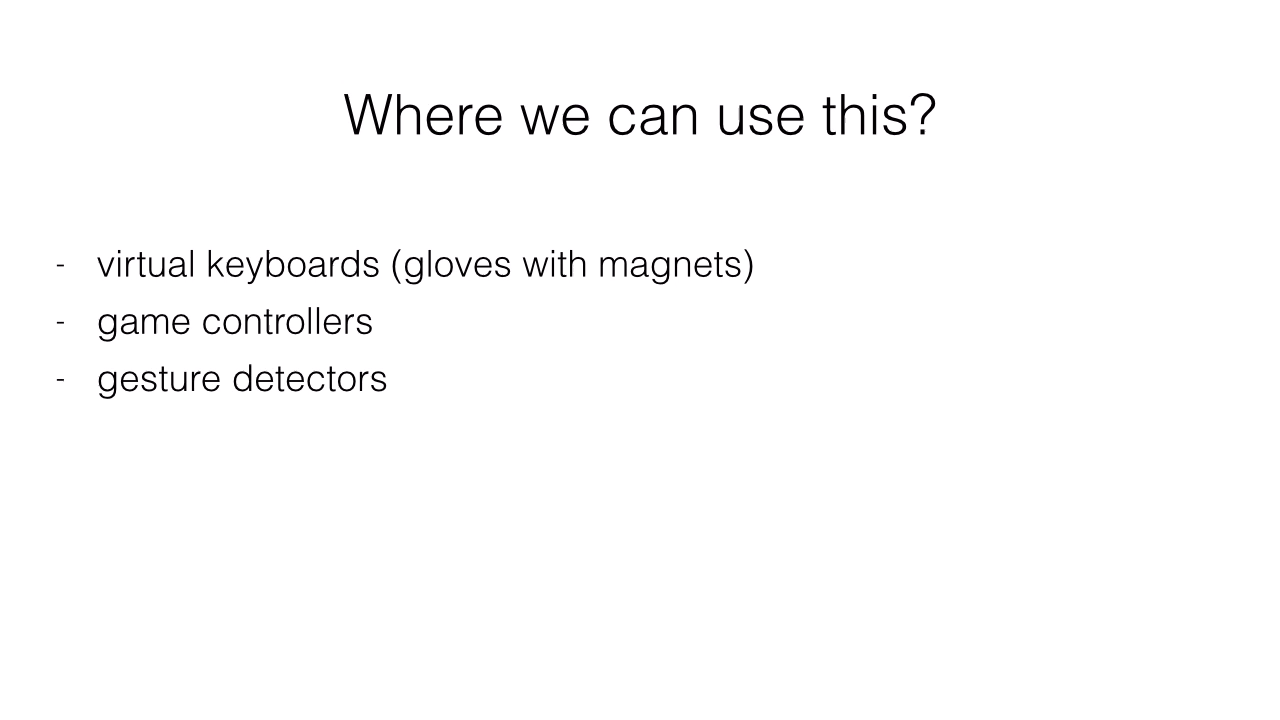 Where we can use this?
- virtual keyboards (gloves with magnets)
- game controllers
- gesture detectors